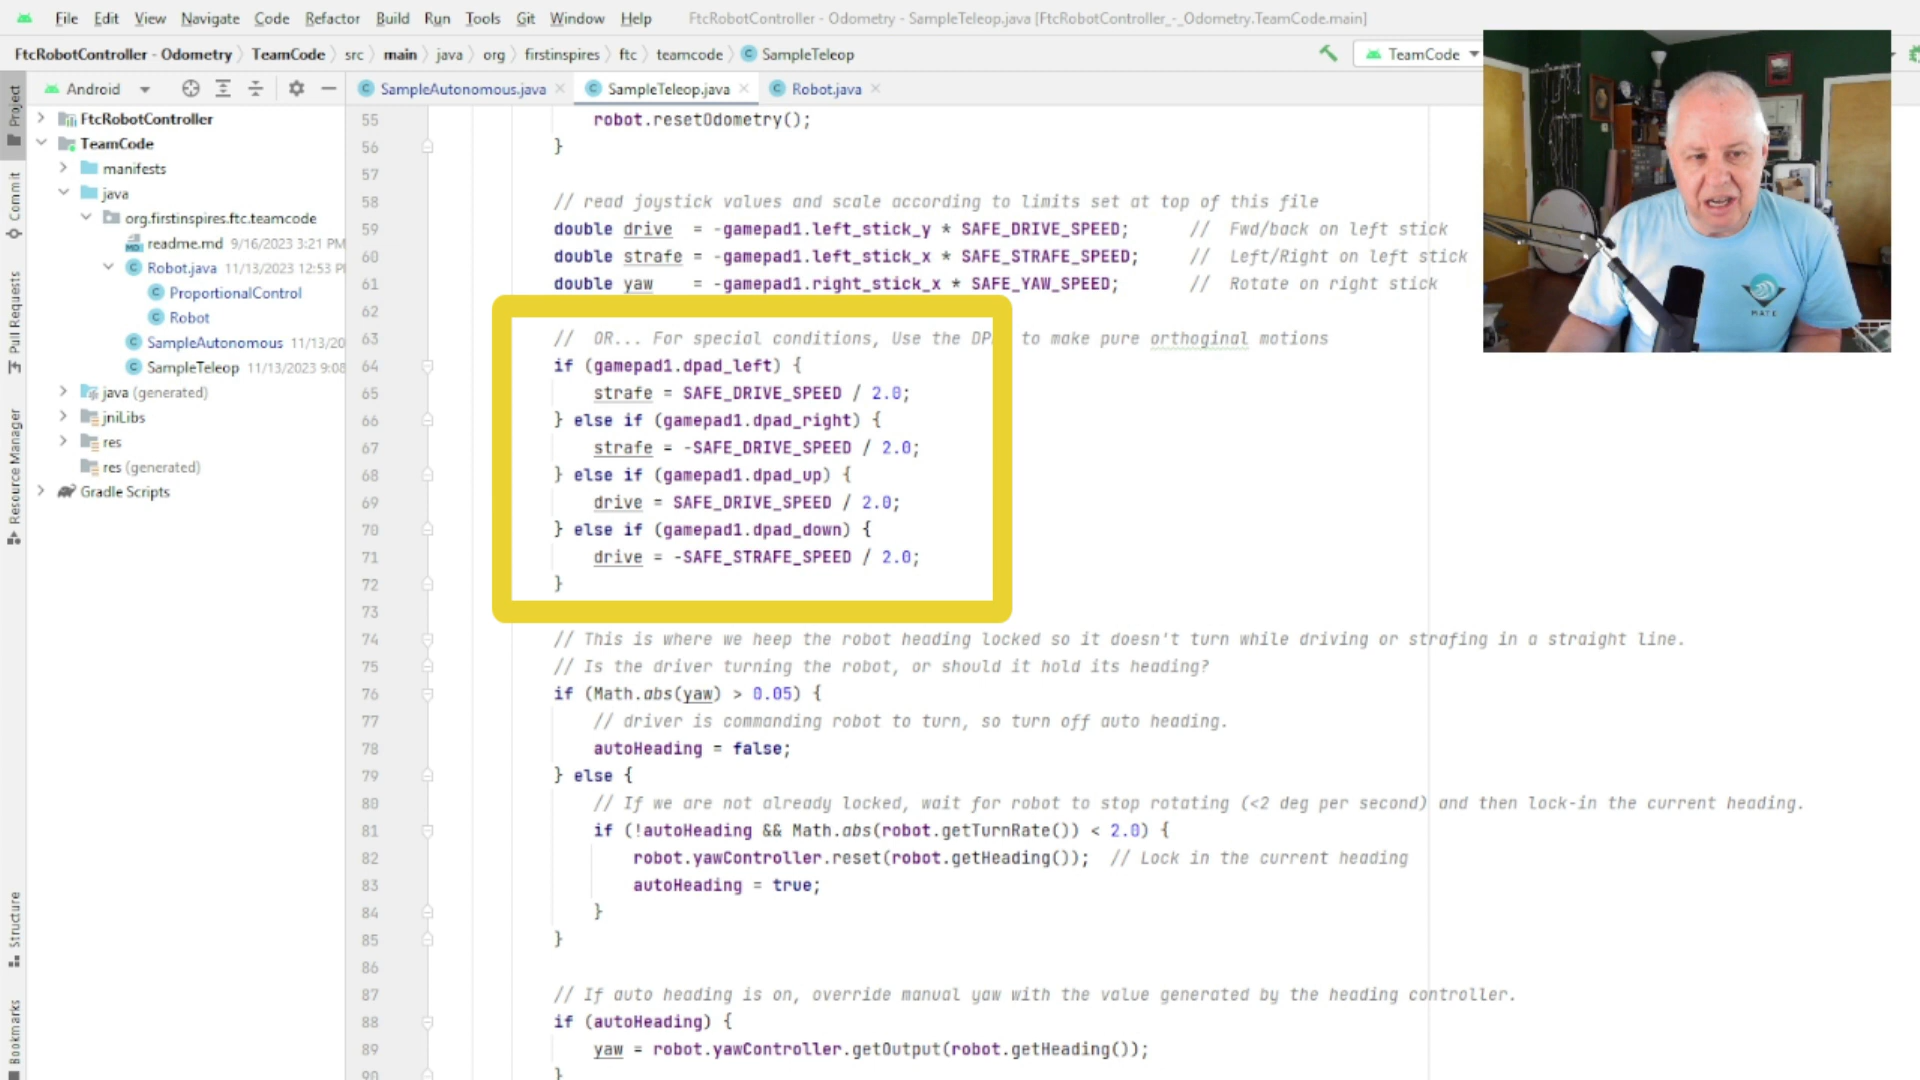 File Edit View Navigate Code Refactor Build Run Tools Git Window Help FtcRobotController - Odometry - SampleTeleop.java [FtcRobotController_-_Odometry.TeamCode.main]
FtcRobotController - Odometry TeamCode src main java org firstinspires ftc teamcode SampleTeleop TeamCode
Android SampleAutonomous.java SampleTeleop.java Robot.java
Project
Commit
Pull Requests
Resource Manager
Structure
Bookmarks
FtcRobotController
TeamCode
manifests
java
org.firstinspires.ftc.teamcode
readme.md 9/16/2023 3:21 PM
Robot.java 11/13/2023 12:53
ProportionalControl
Robot
SampleAutonomous 11/13/20
SampleTeleop 11/13/2023 9:08
java (generated)
jniLibs
res
res (generated)
Gradle Scripts
55 robot.resetOdometry();
56 }
57
58 // read joystick values and scale according to limits set at top of this file
59 double drive = -gamepad1.left_stick_y * SAFE_DRIVE_SPEED; // Fwd/back on left stick
60 double strafe = -gamepad1.left_stick_x * SAFE_STRAFE_SPEED; // Left/Right on left stick
61 double yaw = -gamepad1.right_stick_x * SAFE_YAW_SPEED; // Rotate on right stick
62
63 // OR... For special conditions, Use the DP to make pure orthoginal motions
64 if (gamepad1.dpad_left) {
65 strafe = SAFE_DRIVE_SPEED / 2.0;
66 } else if (gamepad1.dpad_right) {
67 strafe = -SAFE_DRIVE_SPEED / 2.0;
68 } else if (gamepad1.dpad_up) {
69 drive = SAFE_DRIVE_SPEED / 2.0;
70 } else if (gamepad1.dpad_down) {
71 drive = -SAFE_STRAFE_SPEED / 2.0;
72 }
73
74 // This is where we heep the robot heading locked so it doesn't turn while driving or strafing in a straight line.
75 // Is the driver turning the robot, or should it hold its heading?
76 if (Math.abs(yaw) > 0.05) {
77 // driver is commanding robot to turn, so turn off auto heading.
78 autoHeading = false;
79 } else {
80 // If we are not already locked, wait for robot to stop rotating (<2 deg per second) and then lock-in the current heading.
81 if (!autoHeading && Math.abs(robot.getTurnRate()) < 2.0) {
82 robot.yawController.reset(robot.getHeading()); // Lock in the current heading
83 autoHeading = true;
84 }
85 }
86
87 // If auto heading is on, override manual yaw with the value generated by the heading controller.
88 if (autoHeading) {
89 yaw = robot.yawController.getOutput(robot.getHeading());
90 }
MATE